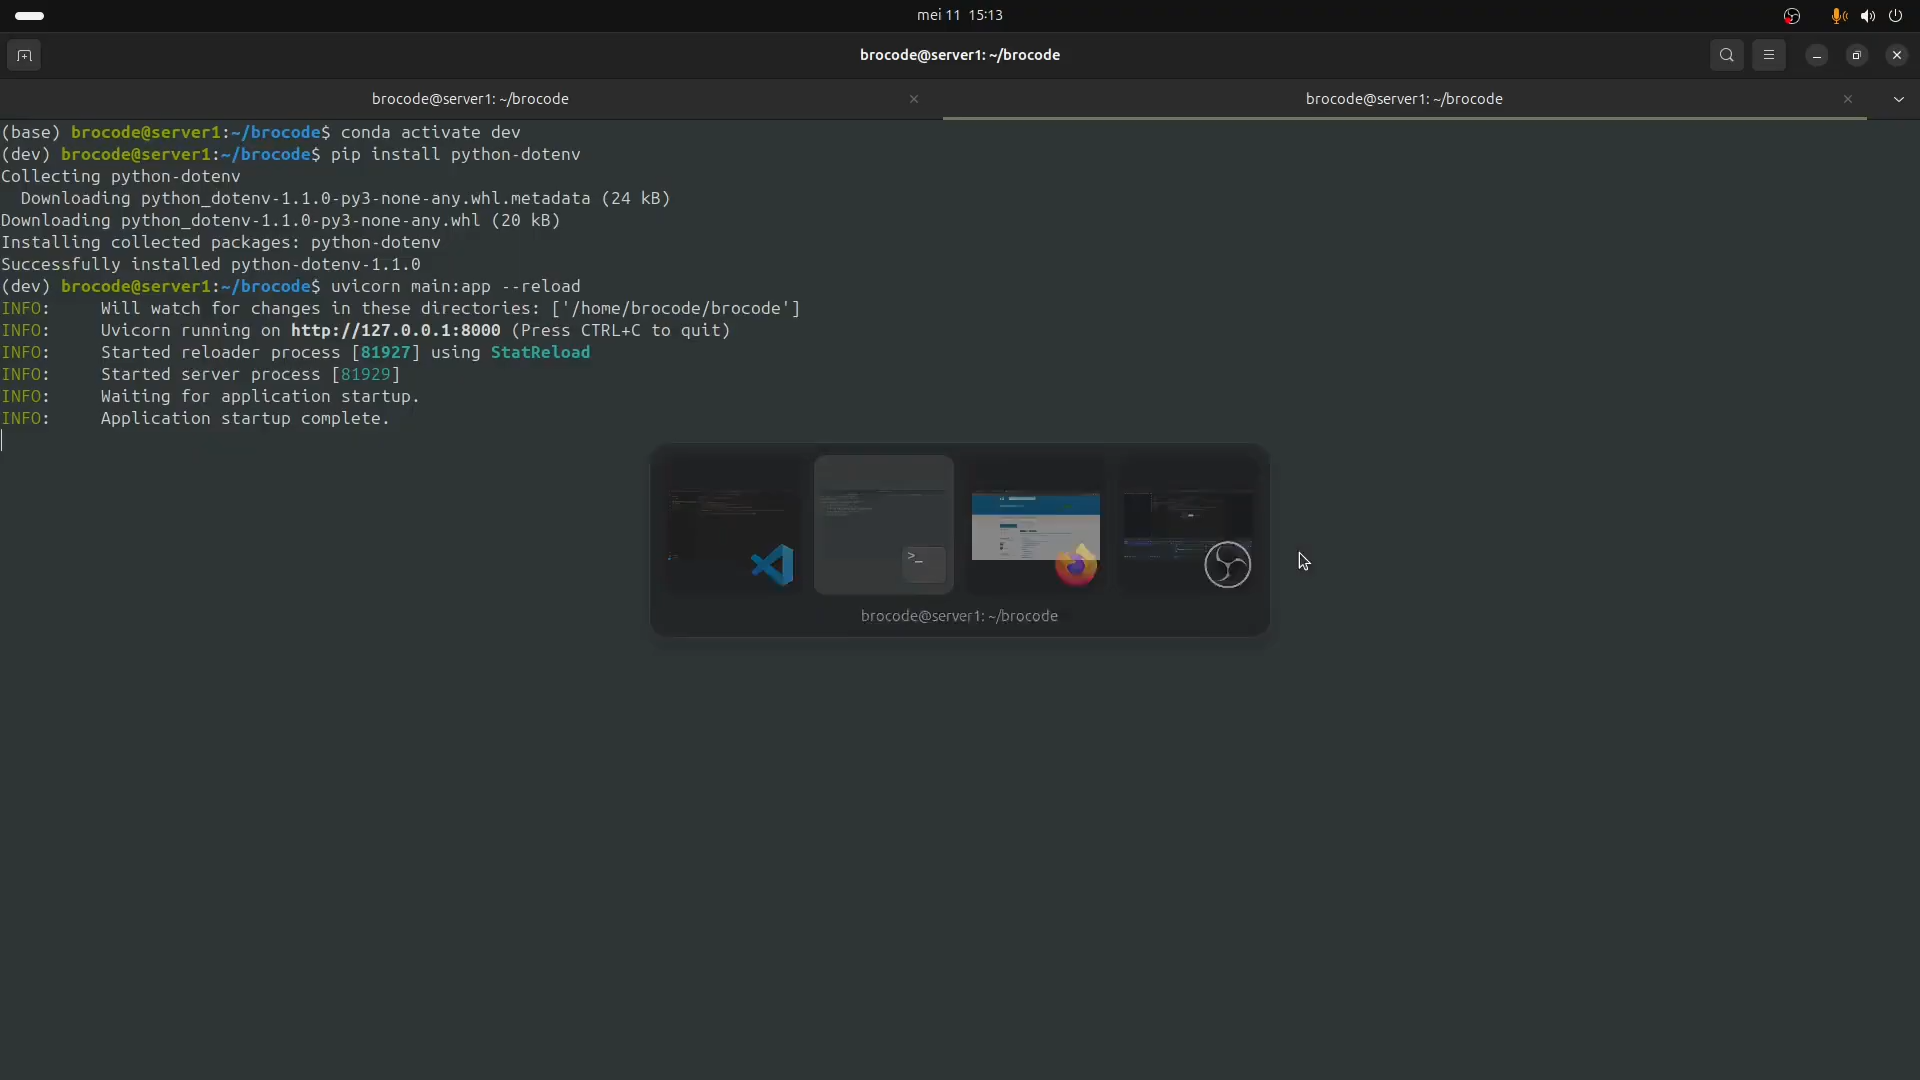 mei 11 15:13
brocode@server1: ~/brocode
brocode@server1: ~/brocode
brocode@server1: ~/brocode
(base) brocode@server1:~/brocode$ conda activate dev
(dev) brocode@server1:~/brocode$ pip install python-dotenv
Collecting python-dotenv
  Downloading python_dotenv-1.1.0-py3-none-any.whl.metadata (24 kB)
Downloading python_dotenv-1.1.0-py3-none-any.whl (20 kB)
Installing collected packages: python-dotenv
Successfully installed python-dotenv-1.1.0
(dev) brocode@server1:~/brocode$ uvicorn main:app --reload
INFO:     Will watch for changes in these directories: ['/home/brocode/brocode']
INFO:     Uvicorn running on http://127.0.0.1:8000 (Press CTRL+C to quit)
INFO:     Started reloader process [81927] using StatReload
INFO:     Started server process [81929]
INFO:     Waiting for application startup.
INFO:     Application startup complete.
>_
brocode@server1: ~/brocode